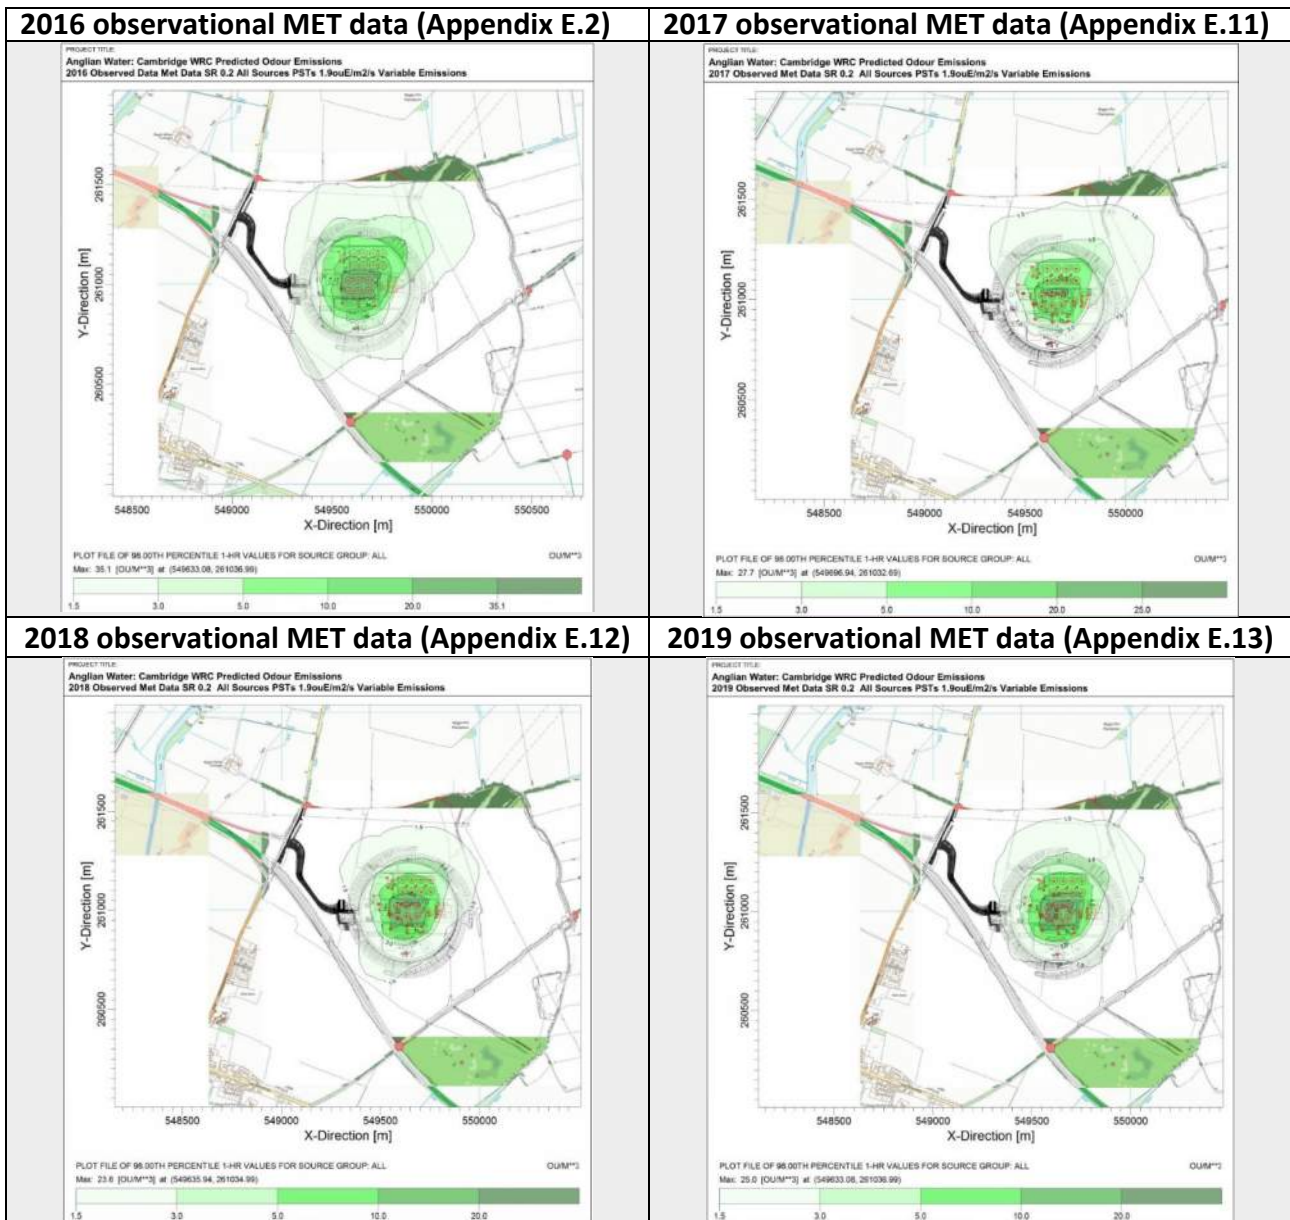 2016 observational MET data (Appendix E.2)
PROJECT TITLE:
Anglian Water: Cambridge WRC Predicted Odour Emissions
2016 Observed Data Met Data SR 0.2 All Sources PSTs 1.9ouE/m2/s Variable Emissions
Y-Direction [m]
261500
261000
260500
548500 549000 549500 550000 550500
X-Direction [m]
PLOT FILE OF 98.00TH PERCENTILE 1-HR VALUES FOR SOURCE GROUP: ALL OU/M**3
Max: 35.1 [OU/M**3] at (549633.08, 261036.99)
1.5 3.0 5.0 10.0 20.0 35.1
2017 observational MET data (Appendix E.11)
PROJECT TITLE:
Anglian Water: Cambridge WRC Predicted Odour Emissions
2017 Observed Data Met Data SR 0.2 All Sources PSTs 1.9ouE/m2/s Variable Emissions
Y-Direction [m]
261500
261000
260500
548500 549000 549500 550000
X-Direction [m]
PLOT FILE OF 98.00TH PERCENTILE 1-HR VALUES FOR SOURCE GROUP: ALL OU/M**3
Max: 27.7 [OU/M**3] at (549696.94, 261032.69)
1.5 3.0 5.0 10.0 20.0 25.0
2018 observational MET data (Appendix E.12)
PROJECT TITLE:
Anglian Water: Cambridge WRC Predicted Odour Emissions
2018 Observed Met Data SR 0.2 All Sources PSTs 1.9ouE/m2/s Variable Emissions
Y-Direction [m]
261500
261000
260500
548500 549000 549500 550000
X-Direction [m]
PLOT FILE OF 98.00TH PERCENTILE 1-HR VALUES FOR SOURCE GROUP: ALL OU/M**3
Max: 23.6 [OU/M**3] at (549635.94, 261034.99)
1.5 3.0 5.0 10.0 20.0
2019 observational MET data (Appendix E.13)
PROJECT TITLE:
Anglian Water: Cambridge WRC Predicted Odour Emissions
2019 Observed Met Data SR 0.2 All Sources PSTs 1.9ouE/m2/s Variable Emissions
Y-Direction [m]
261500
261000
260500
548500 549000 549500 550000
X-Direction [m]
PLOT FILE OF 98.00TH PERCENTILE 1-HR VALUES FOR SOURCE GROUP: ALL OU/M**3
Max: 25.0 [OU/M**3] at (549633.08, 261036.99)
1.5 3.0 5.0 10.0 20.0